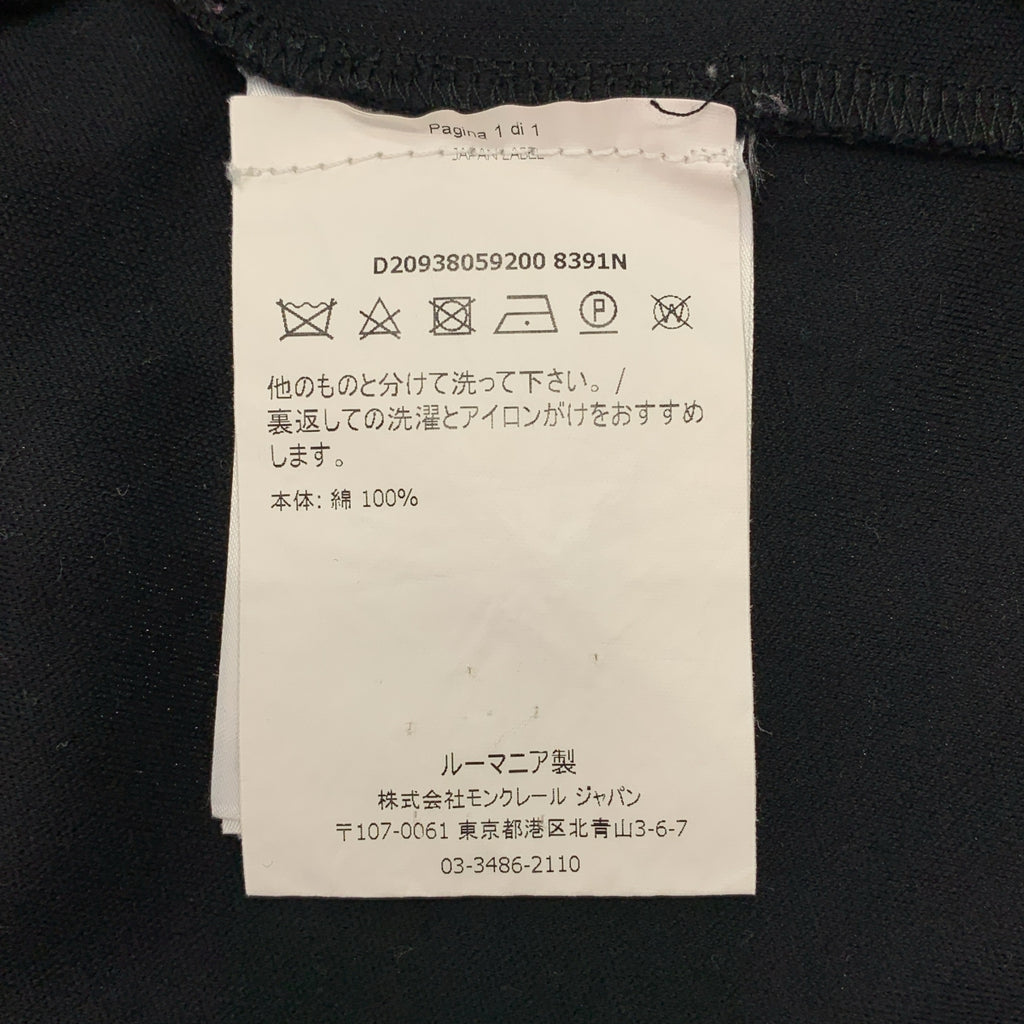 Pagina 1 di 1
JAPAN LABEL
D20938059200 8391N
他のものと分けて洗って下さい。/
裏返しての洗濯とアイロンがけをおすすめ
します。
本体: 綿 100%
ルーマニア製
株式会社モンクレール ジャパン
〒107-0061 東京都港区北青山3-6-7
03-3486-2110